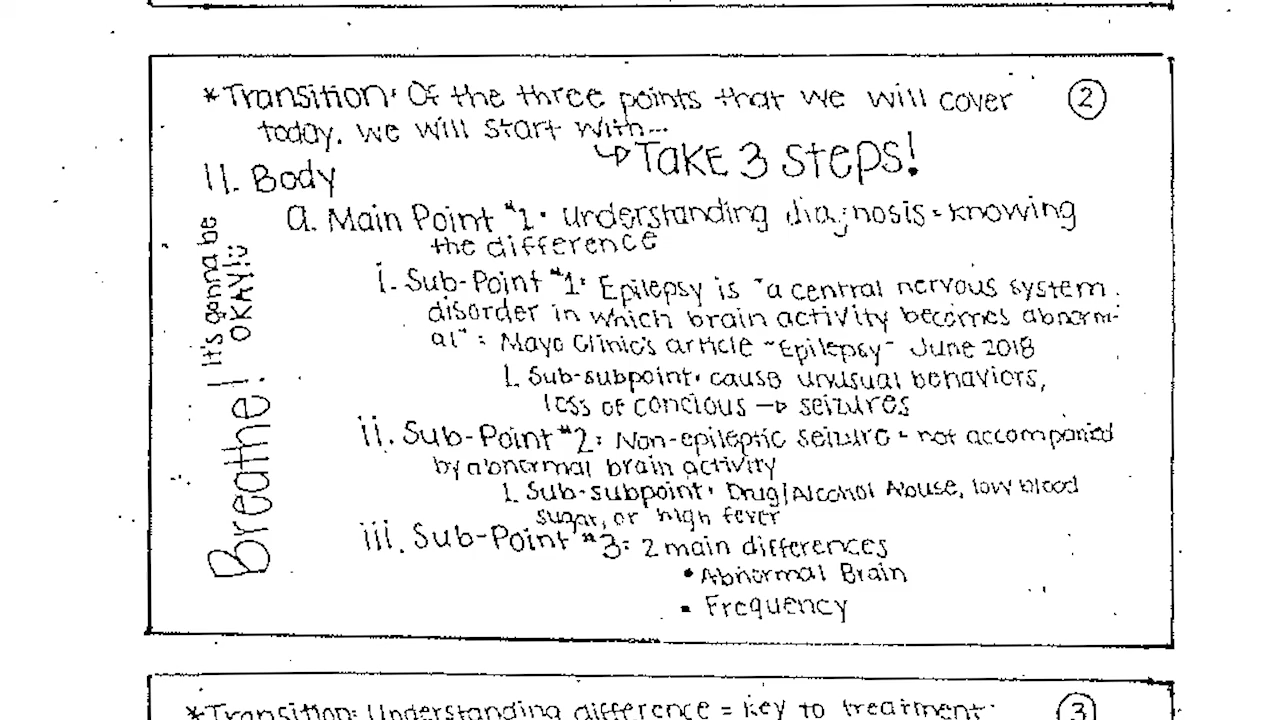 *Transition: Of the three points that we will cover
②
today, we will start with...
↳ TAKE 3 steps!
II. Body
a. Main Point #1: understanding diagnosis = knowing
the difference
i. Sub-Point #1: Epilepsy is "a central nervous system
disorder in which brain activity becomes abnorm-
al" = Mayo Clinic's article "Epilepsy" June 2018
1. Sub-subpoint: cause unusual behaviors,
loss of concious → seizures
ii. Sub-Point #2: Non-epileptic seizure = not accompanied
by abnormal brain activity
1. Sub-subpoint: Drug/Alcohol Abuse, low blood
sugar, or high fever
iii. Sub-Point #3: 2 main differences
• Abnormal Brain
• Frequency
Breathe! It's gonna be
OKAY!:)
*Transition: Understanding difference = key to treatment.
③